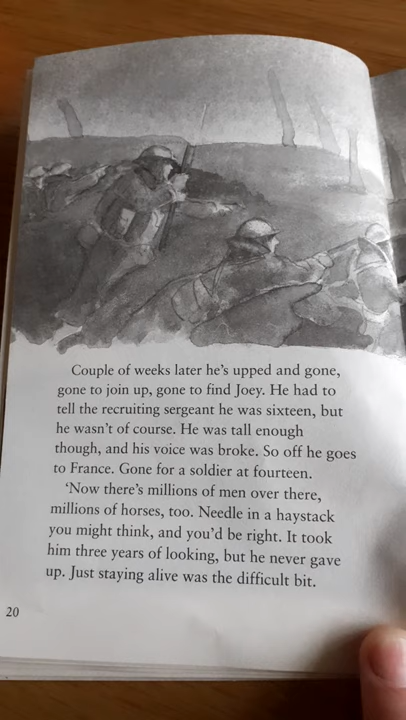 Couple of weeks later he's upped and gone,
gone to join up, gone to find Joey. He had to
tell the recruiting sergeant he was sixteen, but
he wasn't of course. He was tall enough
though, and his voice was broke. So off he goes
to France. Gone for a soldier at fourteen.
'Now there's millions of men over there,
millions of horses, too. Needle in a haystack
you might think, and you'd be right. It took
him three years of looking, but he never gave
up. Just staying alive was the difficult bit.
20